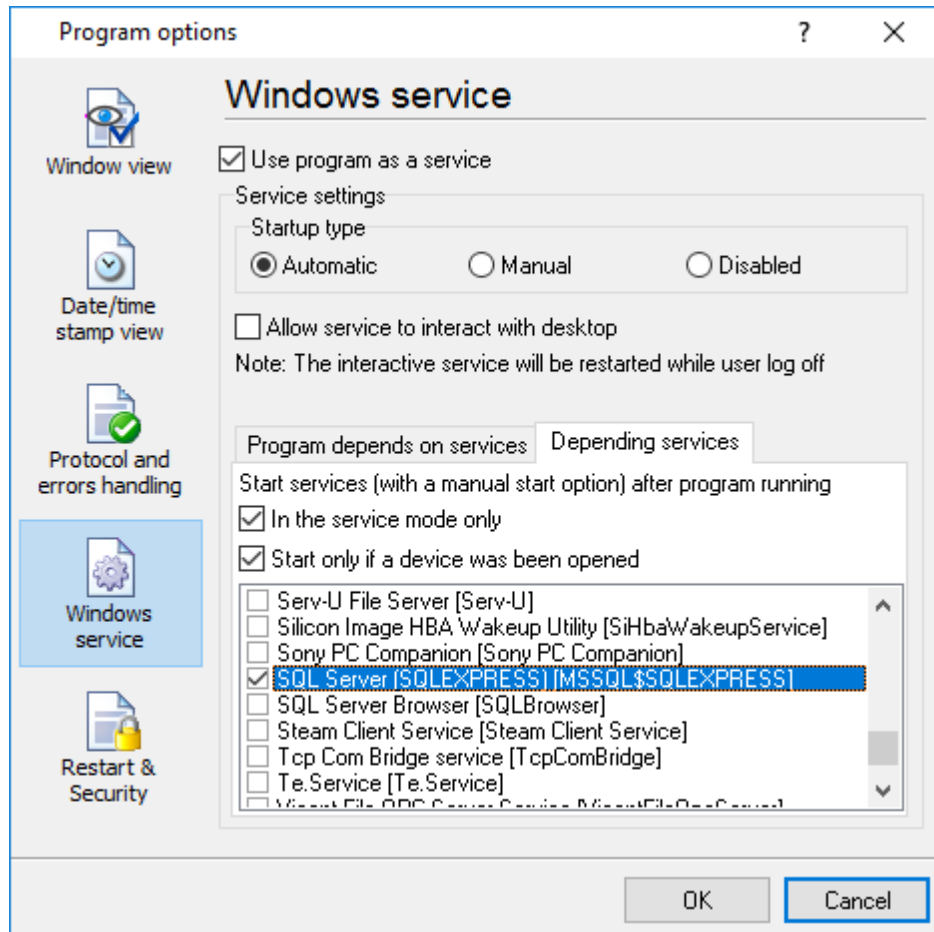 Program options
?
Windows service
Window view
Date/time
stamp view
Protocol and
errors handling
Windows
service
Restart &
Security
Use program as a service
Service settings
Startup type
Automatic
Manual
Disabled
Allow service to interact with desktop
Note: The interactive service will be restarted while user log off
Program depends on services
Depending services
Start services (with a manual start option) after program running
In the service mode only
Start only if a device was been opened
Serv-U File Server [Serv-U]
Silicon Image HBA Wakeup Utility [SiHbaWakeupService]
Sony PC Companion [Sony PC Companion]
SQL Server (SQLEXPRESS) [MSSQL$SQLEXPRESS]
SQL Server Browser [SQLBrowser]
Steam Client Service [Steam Client Service]
Tcp Com Bridge service [TcpComBridge]
Te.Service [Te.Service]
File OPC Server Service
OK
Cancel